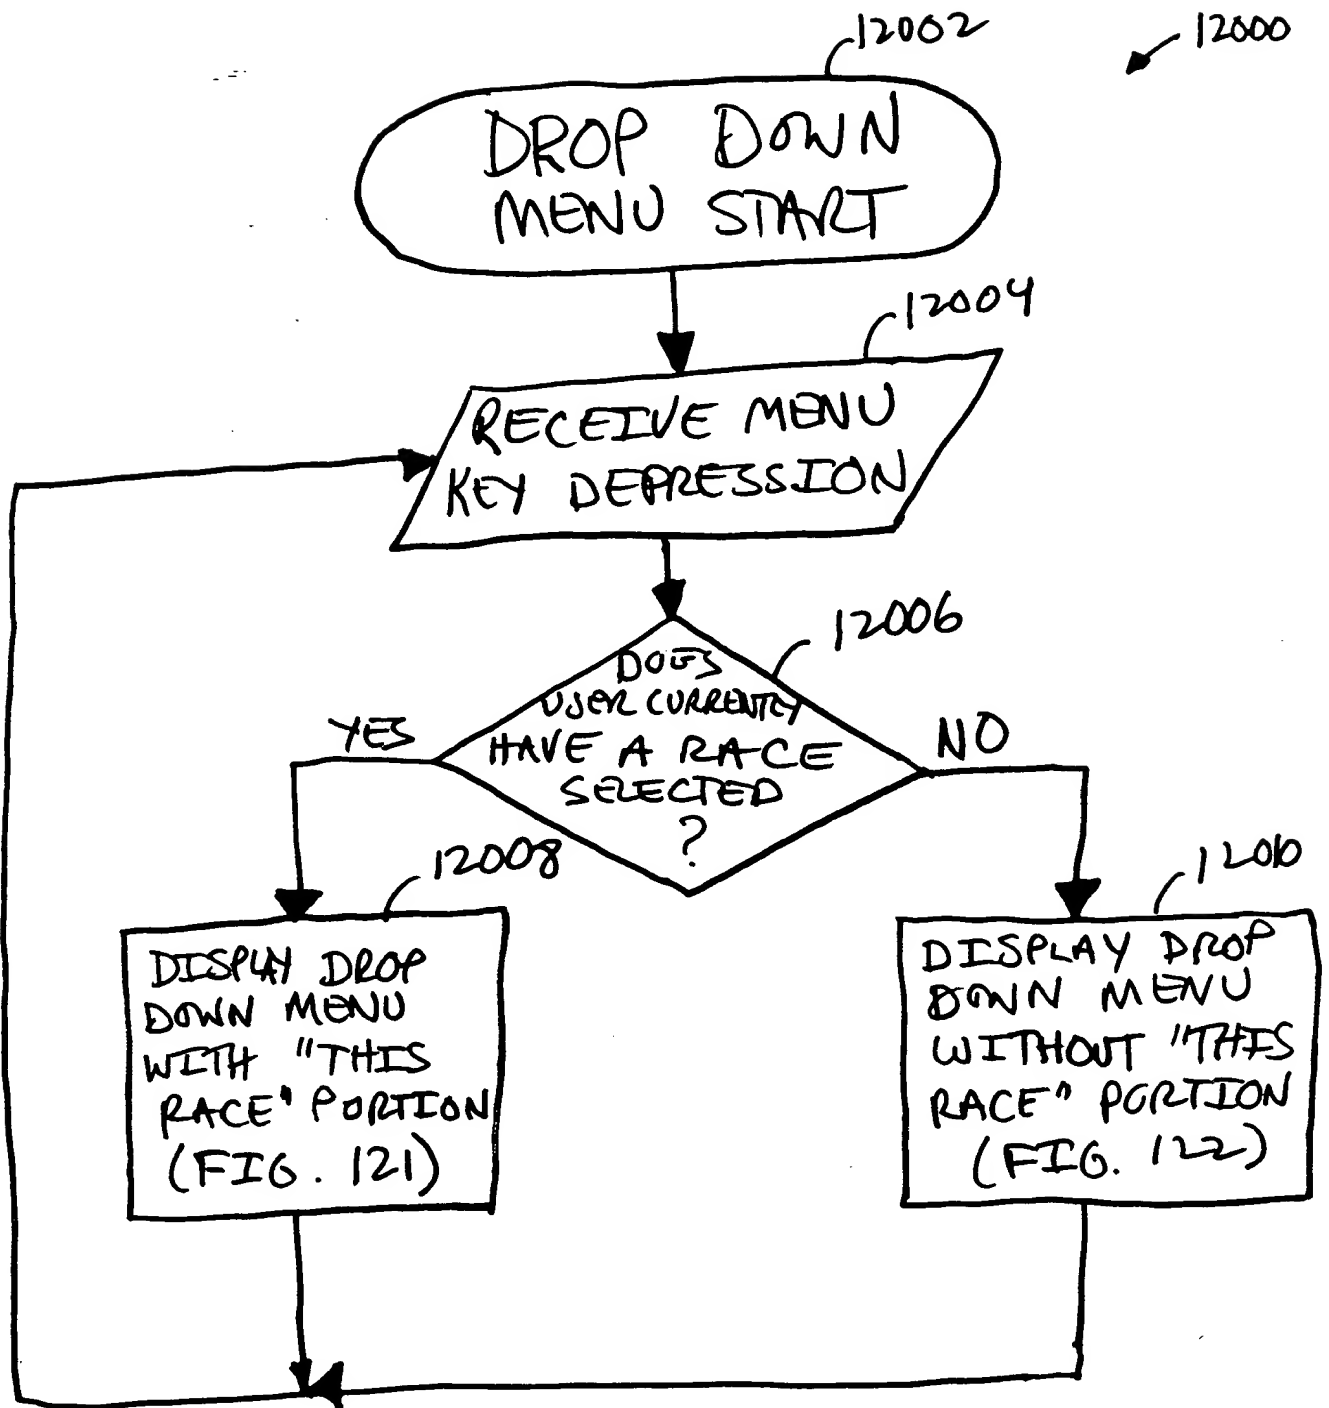 12002
12000
DROP DOWN
MENU START
12004
RECEIVE MENU
KEY DEPRESSION
12006
DOES
USER CURRENTLY
HAVE A RACE
SELECTED
?
YES
NO
12008
DISPLAY DROP
DOWN MENU
WITH "THIS
RACE" PORTION
(FIG. 121)
12010
DISPLAY DROP
DOWN MENU
WITHOUT "THIS
RACE" PORTION
(FIG. 122)